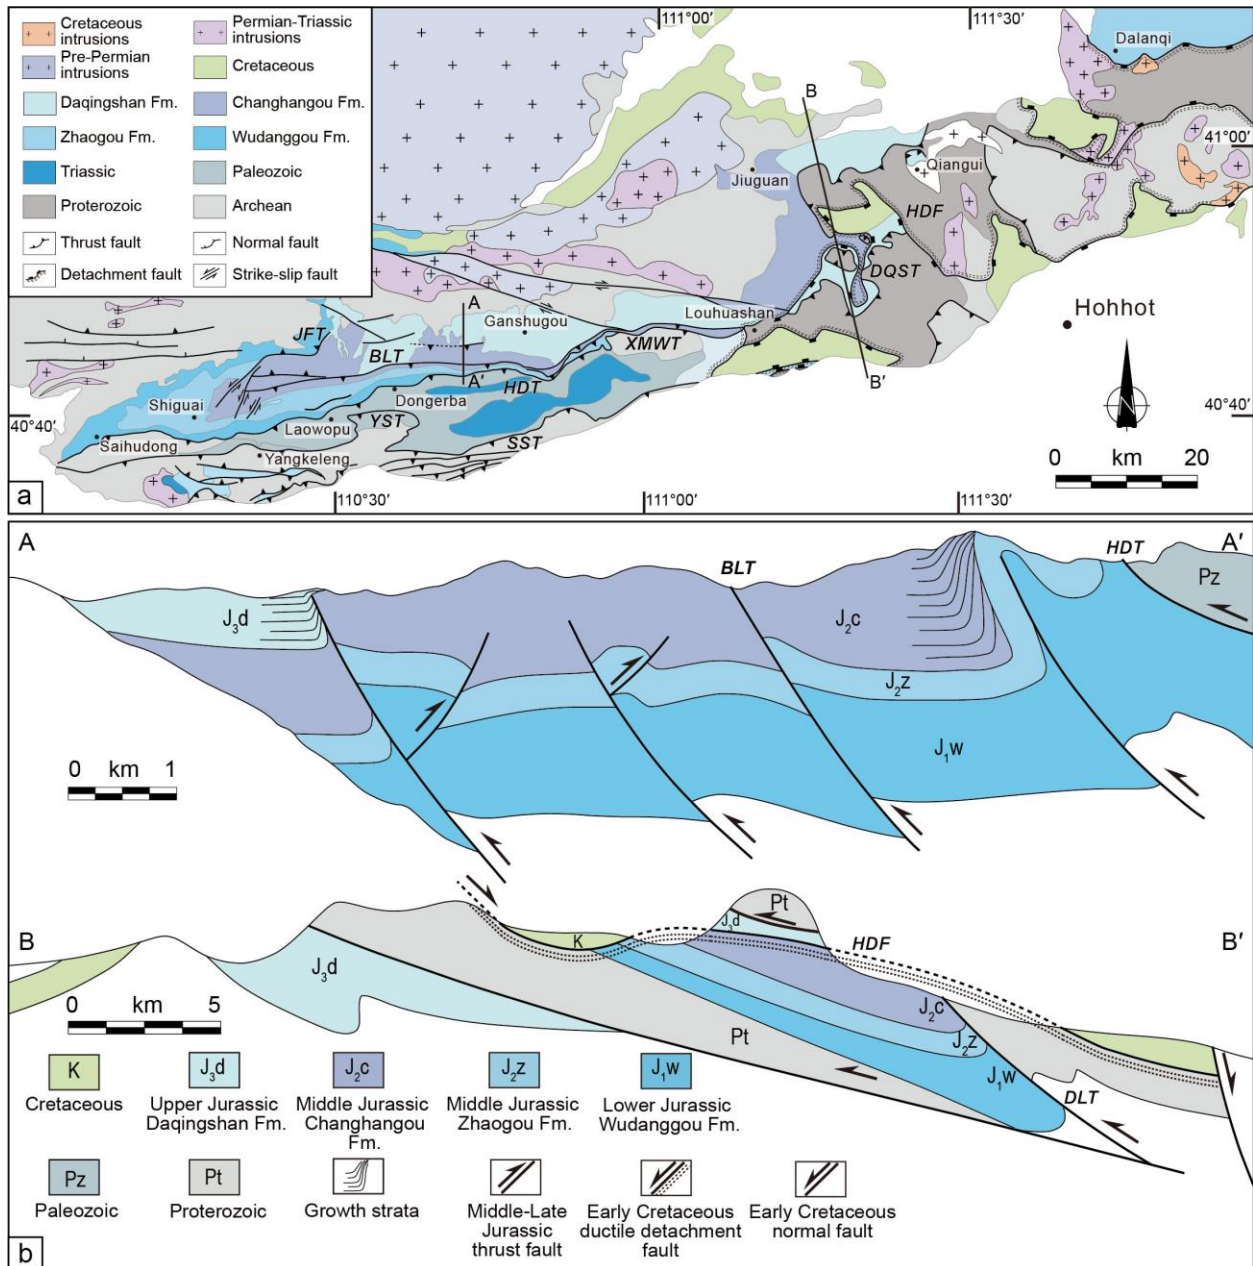 111°00′
111°30′
Cretaceous
intrusions
Permian-Triassic
intrusions
Pre-Permian
intrusions
Cretaceous
Daqingshan Fm.
Changhangou Fm.
Zhaogou Fm.
Wudanggou Fm.
Triassic
Paleozoic
Proterozoic
Archean
Thrust fault
Normal fault
Detachment fault
Strike-slip fault
Dalanqi
B
41°00′
Jiuguan
Qiangui
HDF
DQST
A
Ganshugou
Louhuashan
Hohhot
JFT
BLT
XMWT
A′
B′
HDT
Dongerba
Shiguai
40°40′
Laowopu
YST
SST
40°40′
Saihudong
Yangkeleng
N
0 km 20
a
110°30′
111°00′
111°30′
A
A′
HDT
BLT
Pz
J3d
J2c
J2z
J1w
0 km 1
Pt
J3d
B
K
HDF
B′
J3d
0 km 5
J2c
Pt
J2z
J1w
DLT
K
J3d
J2c
J2z
J1w
Cretaceous
Upper Jurassic
Daqingshan Fm.
Middle Jurassic
Changhangou
Fm.
Middle Jurassic
Zhaogou Fm.
Lower Jurassic
Wudanggou Fm.
Pz
Pt
Paleozoic
Proterozoic
Growth strata
Middle-Late
Jurassic
thrust fault
Early Cretaceous
ductile detachment
fault
Early Cretaceous
normal fault
b